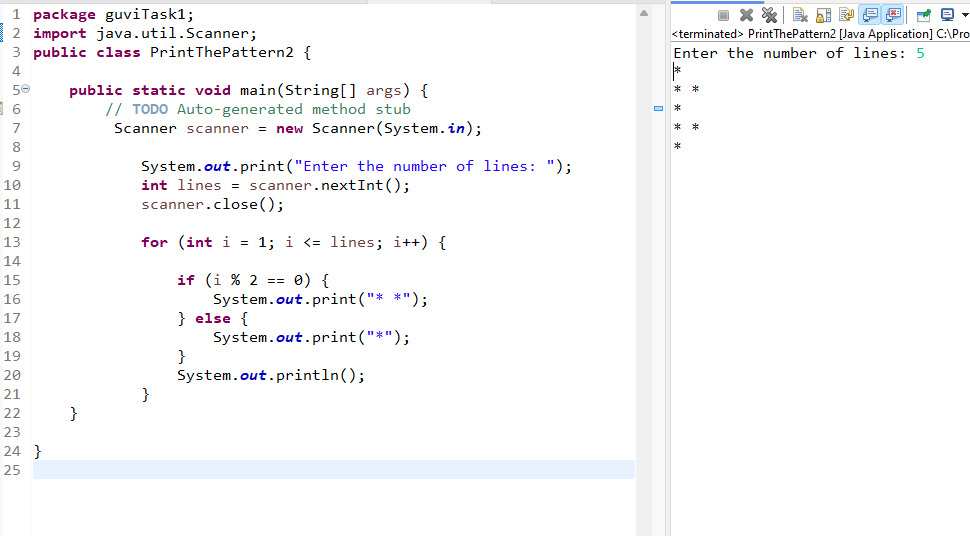 1 package guviTask1;
2 import java.util.Scanner;
3 public class PrintThePattern2 {
4
5 public static void main(String[] args) {
6 // TODO Auto-generated method stub
7 Scanner scanner = new Scanner(System.in);
8
9 System.out.print("Enter the number of lines: ");
10 int lines = scanner.nextInt();
11 scanner.close();
12
13 for (int i = 1; i <= lines; i++) {
14
15 if (i % 2 == 0) {
16 System.out.print("* *");
17 } else {
18 System.out.print("*");
19 }
20 System.out.println();
21 }
22 }
23
24 }
25
<terminated> PrintThePattern2 [Java Application] C:\Pro
Enter the number of lines: 5
*
* *
*
* *
*